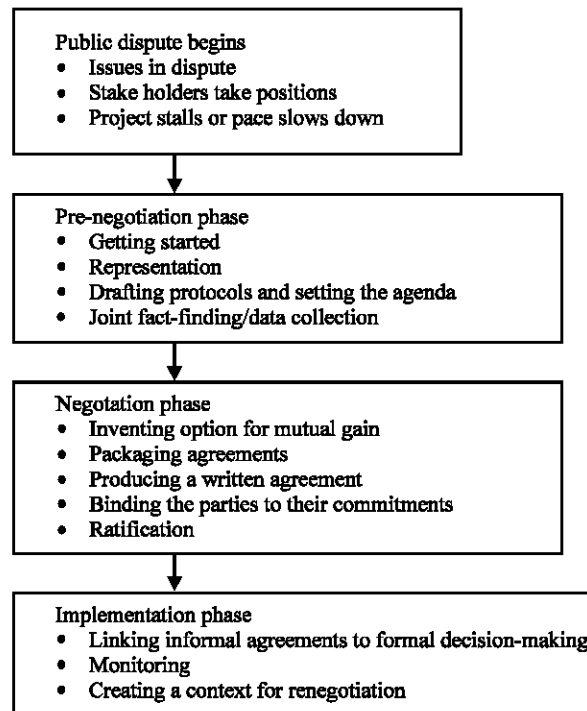 Public dispute begins
• Issues in dispute
• Stake holders take positions
• Project stalls or pace slows down
Pre-negotiation phase
• Getting started
• Representation
• Drafting protocols and setting the agenda
• Joint fact-finding/data collection
Negotation phase
• Inventing option for mutual gain
• Packaging agreements
• Producing a written agreement
• Binding the parties to their commitments
• Ratification
Implementation phase
• Linking informal agreements to formal decision-making
• Monitoring
• Creating a context for renegotiation